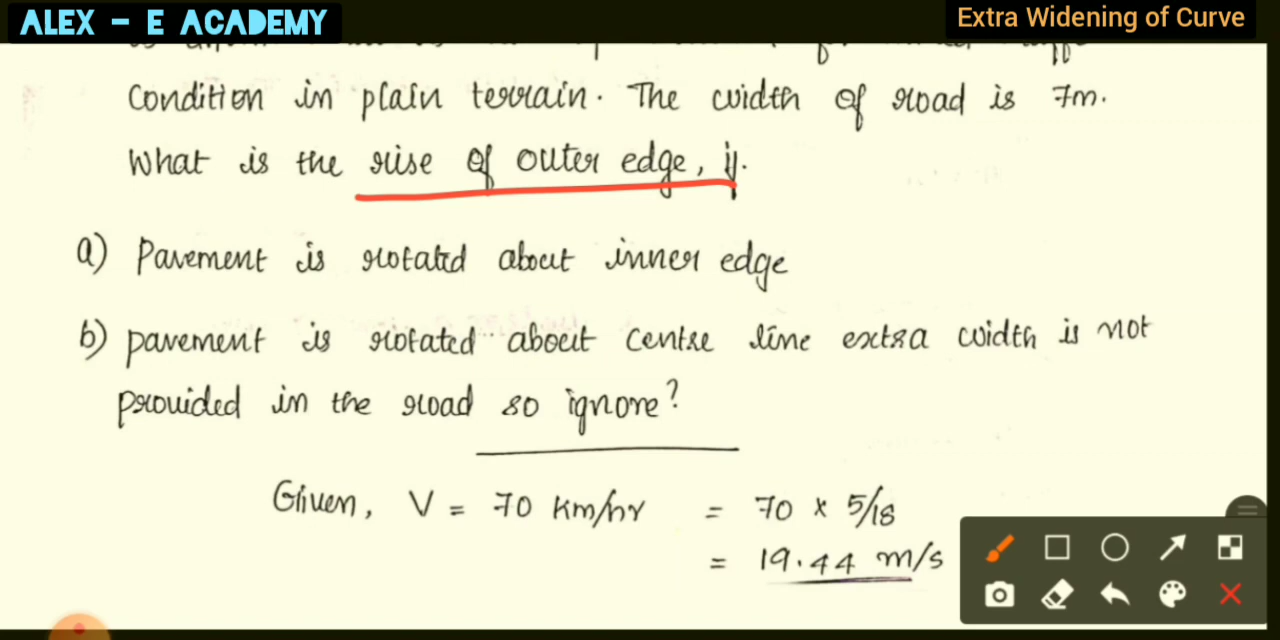 ALEX - E ACADEMY
Extra Widening of Curve
Condition in plain terrain. The width of road is 7m.
What is the rise of outer edge, if.
a) Pavement is rotated about inner edge
b) pavement is rotated about centre line extra width is not
provided in the road so ignore?
Given, V = 70 Km/hr = 70 x 5/18
= 19.44 m/s